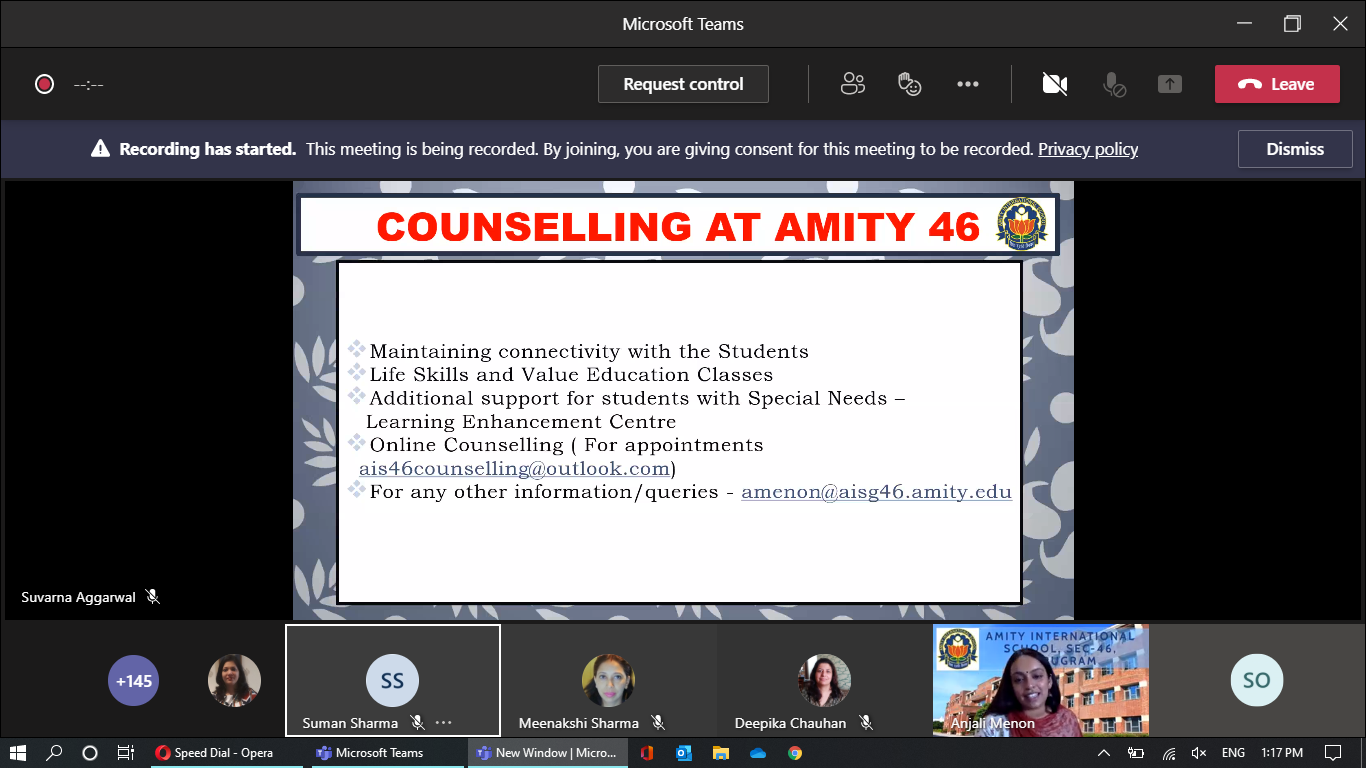 Microsoft Teams
--:--
Request control
Leave
Recording has started. This meeting is being recorded. By joining, you are giving consent for this meeting to be recorded. Privacy policy
Dismiss
COUNSELLING AT AMITY 46
Maintaining connectivity with the Students
Life Skills and Value Education Classes
Additional support for students with Special Needs –
Learning Enhancement Centre
Online Counselling ( For appointments
ais46counselling@outlook.com)
For any other information/queries - amenon@aisg46.amity.edu
Suvarna Aggarwal
+145
SS
Suman Sharma
Meenakshi Sharma
Deepika Chauhan
AMITY INTERNATIONAL
SCHOOL, SEC-46,
Anjali Menon
SO
Speed Dial - Opera
Microsoft Teams
New Window | Micro...
ENG
1:17 PM